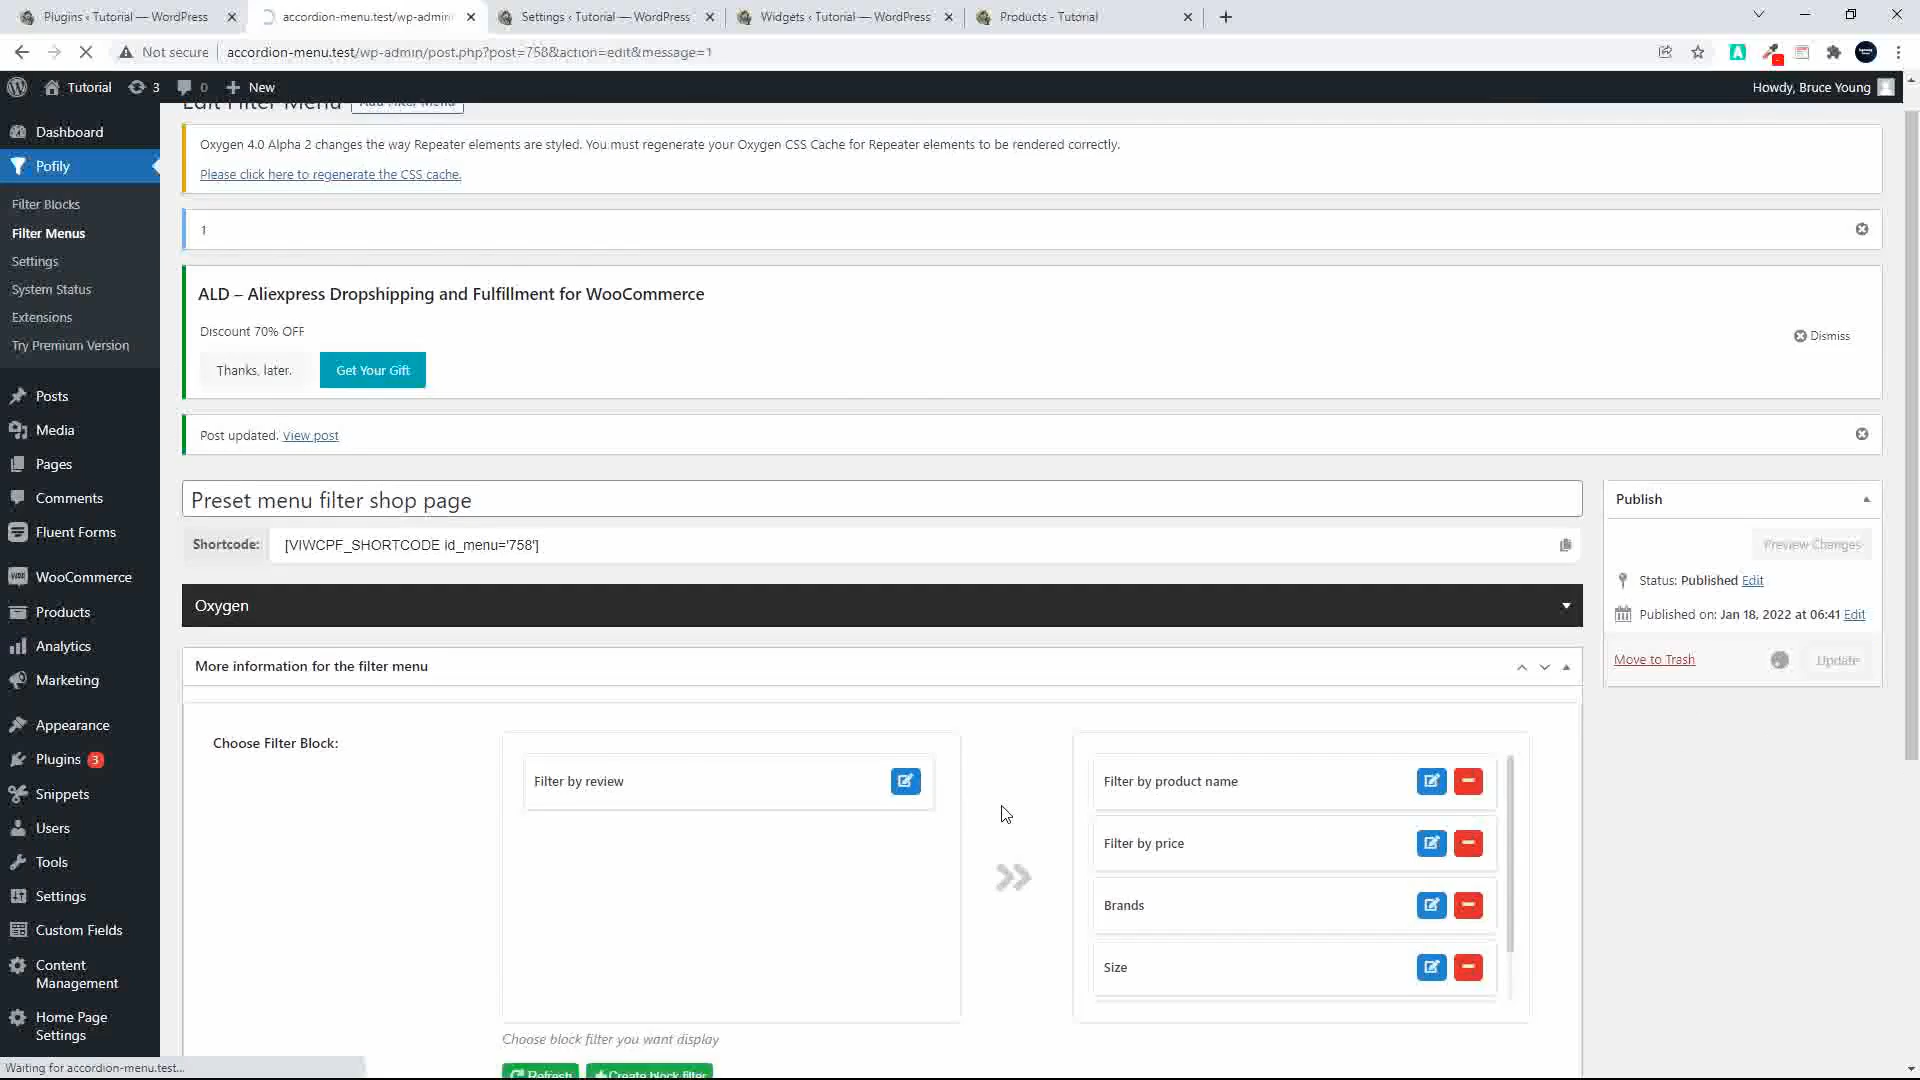 Plugins ‹ Tutorial — WordPress
accordion-menu.test/wp-admin
Settings ‹ Tutorial — WordPress
Widgets ‹ Tutorial — WordPress
Products - Tutorial
Not secure
accordion-menu.test/wp-admin/post.php?post=758&action=edit&message=1
Tutorial
3
0
New
Howdy, Bruce Young
Edit Filter Menu
Add Filter Menu
Dashboard
Pofily
Filter Blocks
Filter Menus
Settings
System Status
Extensions
Try Premium Version
Posts
Media
Pages
Comments
Fluent Forms
WooCommerce
Products
Analytics
Marketing
Appearance
Plugins 3
Snippets
Users
Tools
Settings
Custom Fields
Content
Management
Home Page
Settings
Oxygen 4.0 Alpha 2 changes the way Repeater elements are styled. You must regenerate your Oxygen CSS Cache for Repeater elements to be rendered correctly.
Please click here to regenerate the CSS cache.
1
ALD – Aliexpress Dropshipping and Fulfillment for WooCommerce
Discount 70% OFF
Dismiss
Thanks, later.
Get Your Gift
Post updated. View post
Preset menu filter shop page
Shortcode:
[VIWCPF_SHORTCODE id_menu='758']
Oxygen
More information for the filter menu
Choose Filter Block:
Filter by review
Filter by product name
Filter by price
Brands
Size
Choose block filter you want display
Refresh
Create block filter
Publish
Preview Changes
Status: Published Edit
Published on: Jan 18, 2022 at 06:41 Edit
Move to Trash
Update
Waiting for accordion-menu.test...